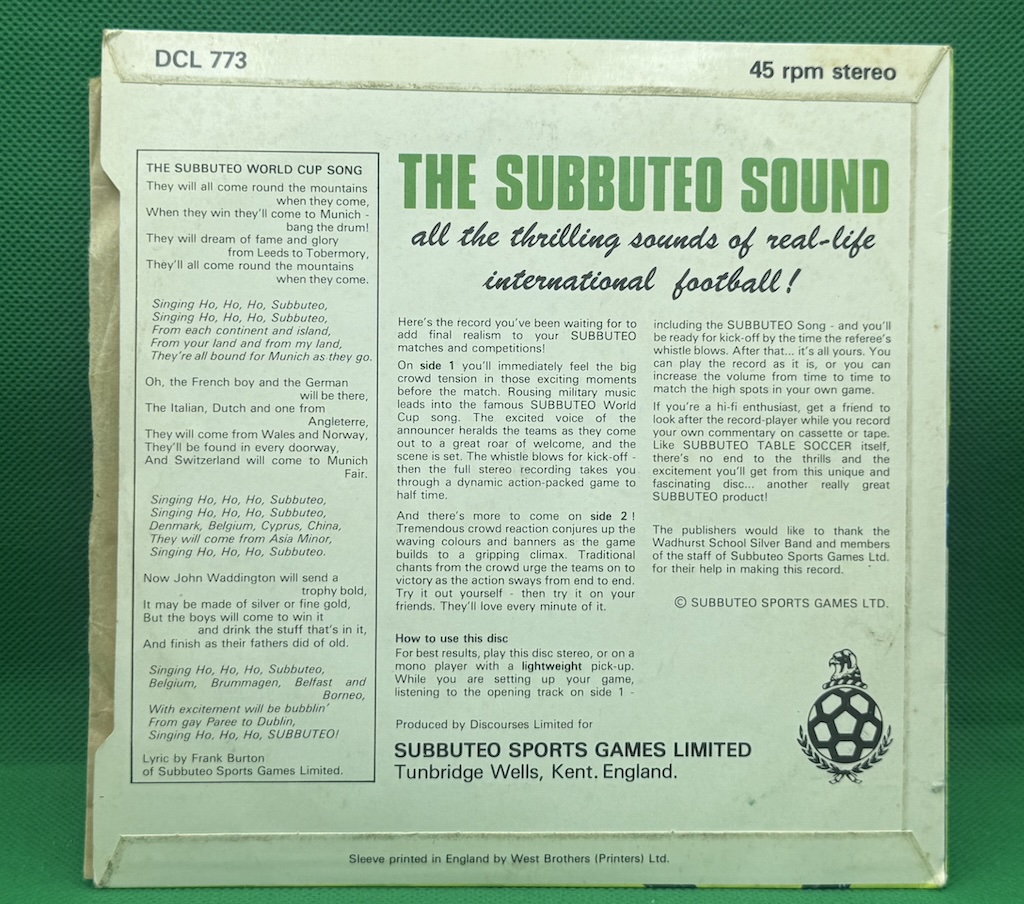 DCL 773
45 rpm stereo
THE SUBBUTEO WORLD CUP SONG
They will all come round the mountains
when they come,
When they win they'll come to Munich -
bang the drum!
They will dream of fame and glory
from Leeds to Tobermory,
They'll all come round the mountains
when they come.
Singing Ho, Ho, Ho, Subbuteo,
Singing Ho, Ho, Ho, Subbuteo,
From each continent and island,
From your land and from my land,
They're all bound for Munich as they go.
Oh, the French boy and the German
will be there,
The Italian, Dutch and one from
Angleterre,
They will come from Wales and Norway,
They'll be found in every doorway,
And Switzerland will come to Munich
Fair.
Singing Ho, Ho, Ho, Subbuteo,
Singing Ho, Ho, Ho, Subbuteo,
Denmark, Belgium, Cyprus, China,
They will come from Asia Minor,
Singing Ho, Ho, Ho, Subbuteo.
Now John Waddington will send a
trophy bold,
It may be made of silver or fine gold,
But the boys will come to win it
and drink the stuff that's in it,
And finish as their fathers did of old.
Singing Ho, Ho, Ho, Subbuteo,
Belgium, Brummagen, Belfast and
Borneo,
With excitement will be bubblin'
From gay Paree to Dublin,
Singing Ho, Ho, Ho, SUBBUTEO!
Lyric by Frank Burton
of Subbuteo Sports Games Limited.
THE SUBBUTEO SOUND
all the thrilling sounds of real-life
international football!
Here's the record you've been waiting for to
add final realism to your SUBBUTEO
matches and competitions!
On side 1 you'll immediately feel the big
crowd tension in those exciting moments
before the match. Rousing military music
leads into the famous SUBBUTEO World
Cup song. The excited voice of the
announcer heralds the teams as they come
out to a great roar of welcome, and the
scene is set. The whistle blows for kick-off -
then the full stereo recording takes you
through a dynamic action-packed game to
half time.
And there's more to come on side 2!
Tremendous crowd reaction conjures up the
waving colours and banners as the game
builds to a gripping climax. Traditional
chants from the crowd urge the teams on to
victory as the action sways from end to end.
Try it out yourself - then try it on your
friends. They'll love every minute of it.
How to use this disc
For best results, play this disc stereo, or on a
mono player with a lightweight pick-up.
While you are setting up your game,
listening to the opening track on side 1 -
including the SUBBUTEO Song - and you'll
be ready for kick-off by the time the referee's
whistle blows. After that... it's all yours. You
can play the record as it is, or you can
increase the volume from time to time to
match the high spots in your own game.
If you're a hi-fi enthusiast, get a friend to
look after the record-player while you record
your own commentary on cassette or tape.
Like SUBBUTEO TABLE SOCCER itself,
there's no end to the thrills and the
excitement you'll get from this unique and
fascinating disc... another really great
SUBBUTEO product!
The publishers would like to thank the
Wadhurst School Silver Band and members
of the staff of Subbuteo Sports Games Ltd.
for their help in making this record.
© SUBBUTEO SPORTS GAMES LTD.
Produced by Discourses Limited for
SUBBUTEO SPORTS GAMES LIMITED
Tunbridge Wells, Kent. England.
Sleeve printed in England by West Brothers (Printers) Ltd.